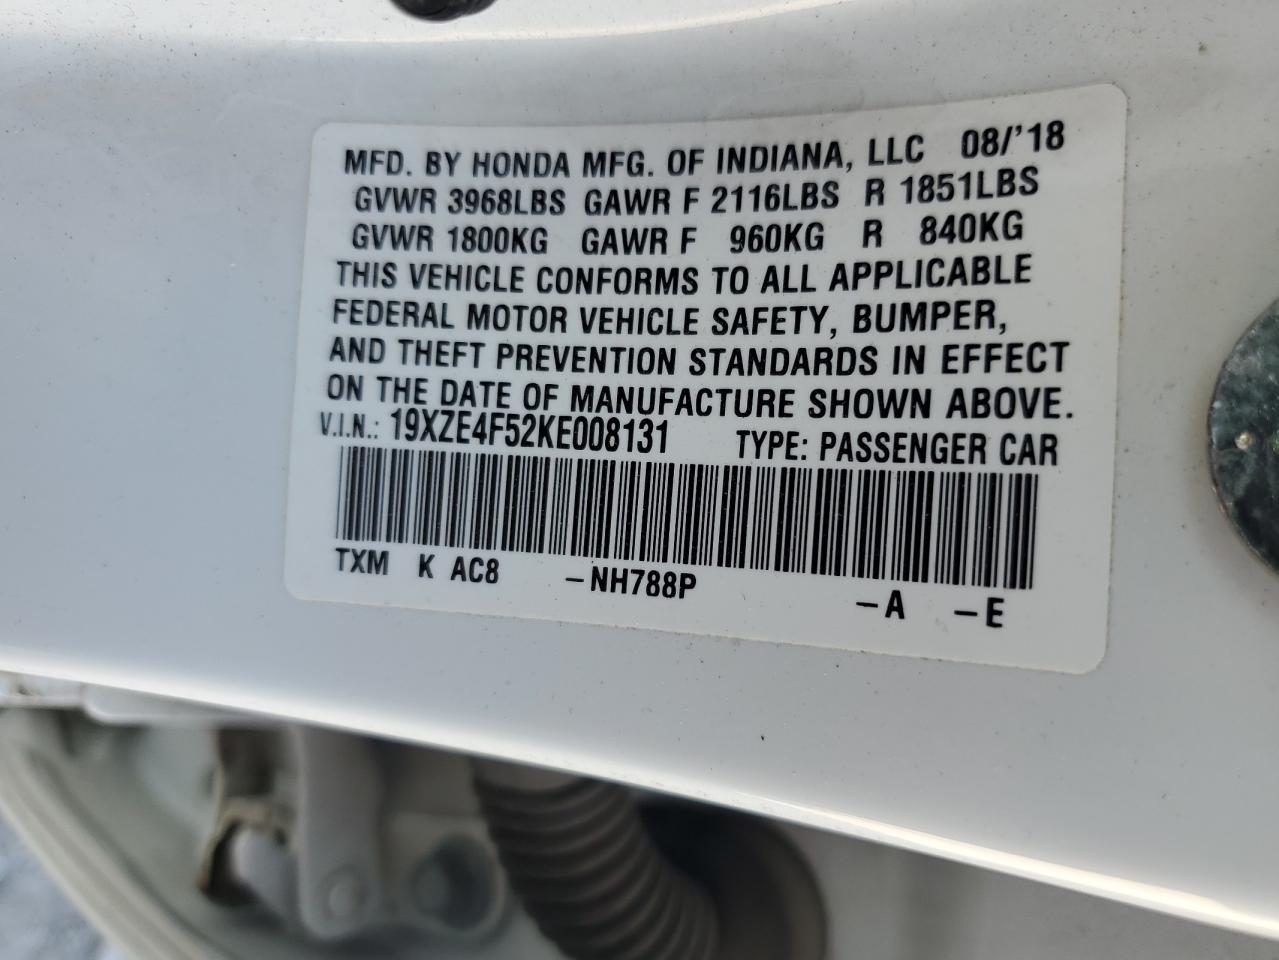 MFD. BY HONDA MFG. OF INDIANA, LLC 08/'18
GVWR 3968LBS GAWR F 2116LBS R 1851LBS
GVWR 1800KG GAWR F 960KG R 840KG
THIS VEHICLE CONFORMS TO ALL APPLICABLE
FEDERAL MOTOR VEHICLE SAFETY, BUMPER,
AND THEFT PREVENTION STANDARDS IN EFFECT
ON THE DATE OF MANUFACTURE SHOWN ABOVE.
V.I.N.: 19XZE4F52KE008131 TYPE: PASSENGER CAR
TXM K AC8 -NH788P -A -E